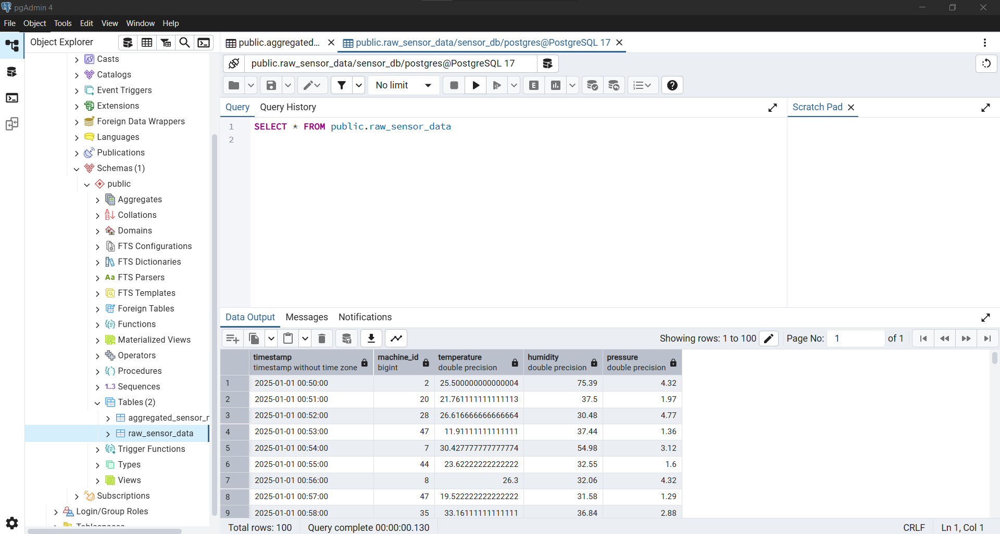 pgAdmin 4
File Object Tools Edit View Window Help
Object Explorer
public.aggregated...
public.raw_sensor_data/sensor_db/postgres@PostgreSQL 17
public.raw_sensor_data/sensor_db/postgres@PostgreSQL 17
No limit
E
Casts
Catalogs
Event Triggers
Extensions
Foreign Data Wrappers
Languages
Publications
Schemas (1)
public
Aggregates
Collations
Domains
FTS Configurations
FTS Dictionaries
Aa FTS Parsers
FTS Templates
Foreign Tables
Functions
Materialized Views
Operators
Procedures
1..3 Sequences
Tables (2)
aggregated_sensor_r
raw_sensor_data
Trigger Functions
Types
Views
Subscriptions
Login/Group Roles
Query Query History
Scratch Pad
1 SELECT * FROM public.raw_sensor_data
2
Data Output Messages Notifications
Showing rows: 1 to 100
Page No: 1 of 1
timestamp machine_id temperature humidity pressure
timestamp without time zone bigint double precision double precision double precision
1 2025-01-01 00:50:00 2 25.500000000000004 75.39 4.32
2 2025-01-01 00:51:00 20 21.761111111111113 37.5 1.97
3 2025-01-01 00:52:00 28 26.616666666666664 30.48 4.77
4 2025-01-01 00:53:00 47 11.91111111111111 37.44 1.36
5 2025-01-01 00:54:00 7 30.427777777777774 54.98 3.12
6 2025-01-01 00:55:00 44 23.62222222222222 32.55 1.6
7 2025-01-01 00:56:00 8 26.3 32.06 4.32
8 2025-01-01 00:57:00 47 19.522222222222222 31.58 1.29
9 2025-01-01 00:58:00 35 33.16111111111111 36.84 2.88
Total rows: 100 Query complete 00:00:00.130
CRLF Ln 1, Col 1